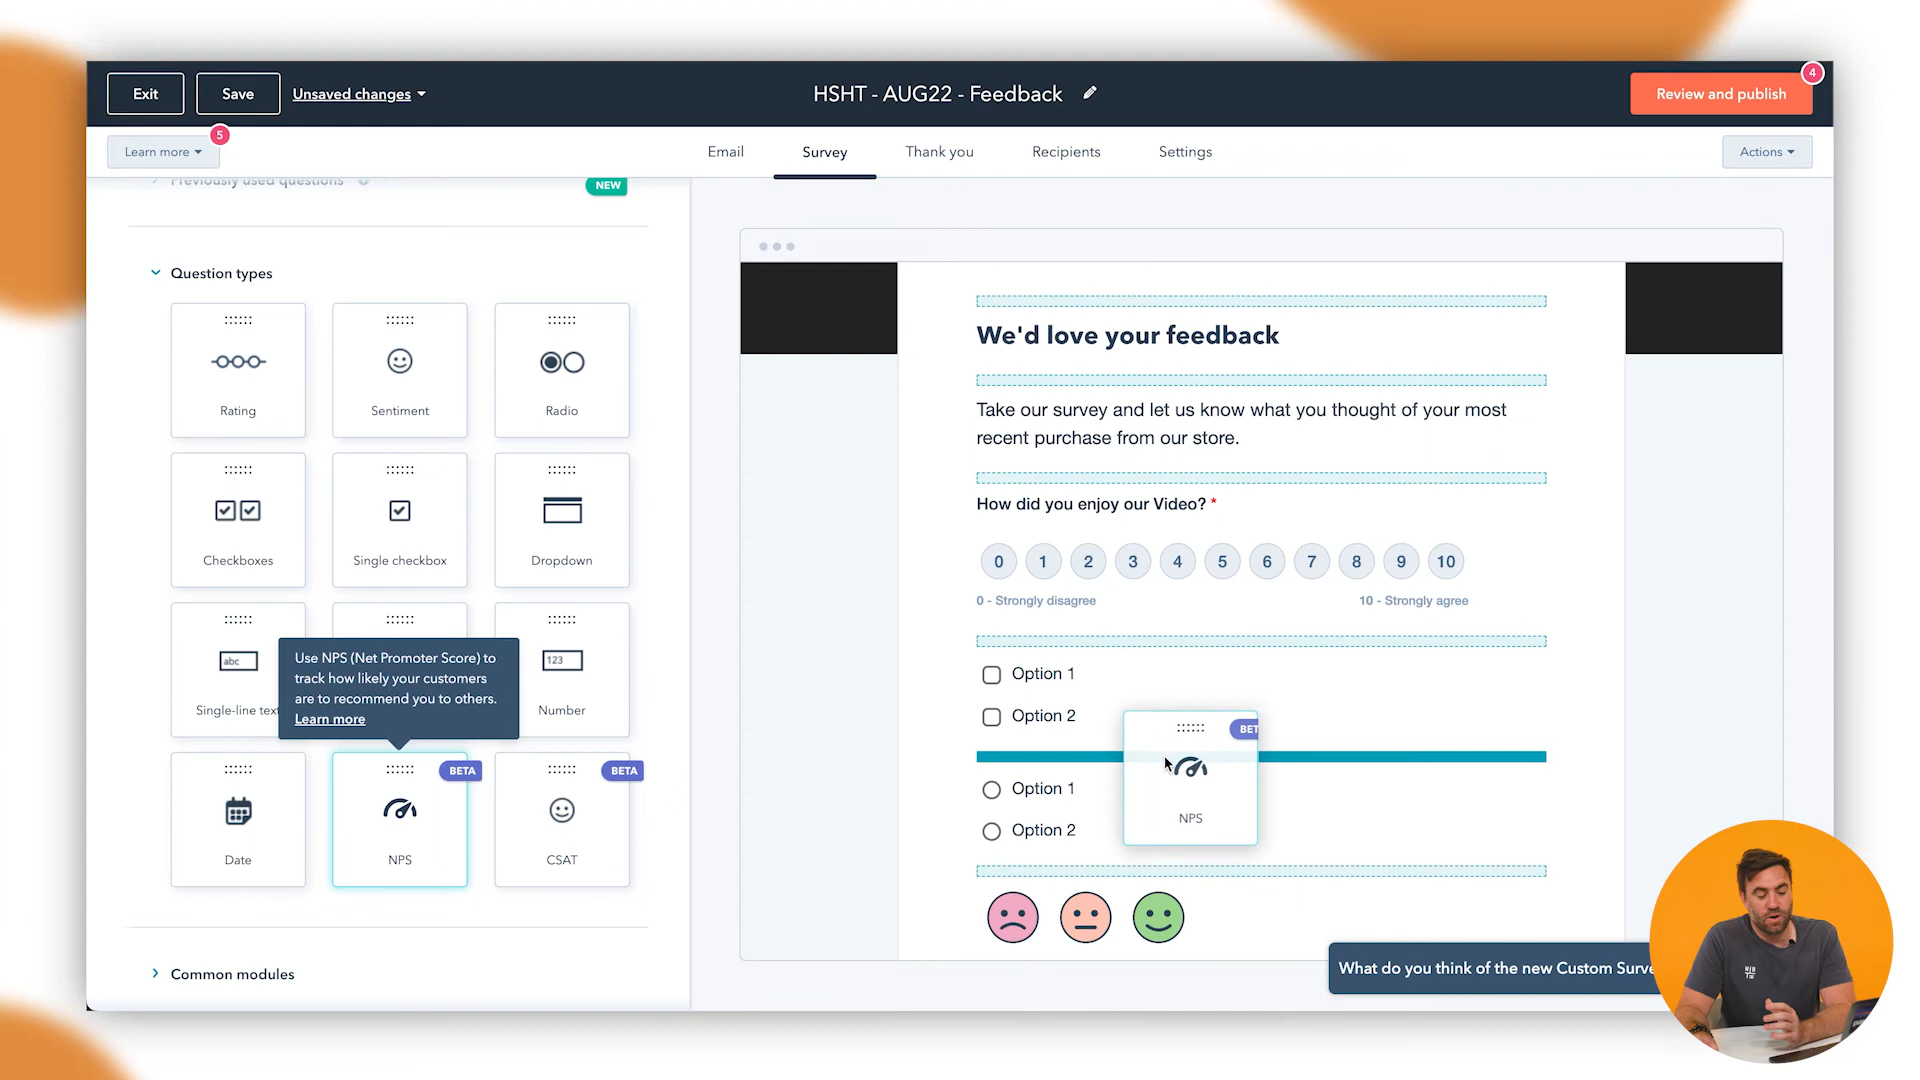 Exit
Save
Unsaved changes
HSHT - AUG22 - Feedback
Review and publish
4
Learn more
5
Email
Survey
Thank you
Recipients
Settings
Actions
Previously used questions
NEW
Question types
Rating
Sentiment
Radio
Checkboxes
Single checkbox
Dropdown
abc
Single-line text
123
Number
Use NPS (Net Promoter Score) to
track how likely your customers
are to recommend you to others.
Learn more
Date
BETA
NPS
BETA
CSAT
Common modules
We'd love your feedback
Take our survey and let us know what you thought of your most
recent purchase from our store.
How did you enjoy our Video? *
0 1 2 3 4 5 6 7 8 9 10
0 - Strongly disagree
10 - Strongly agree
Option 1
Option 2
BET
NPS
Option 1
Option 2
What do you think of the new Custom Surve